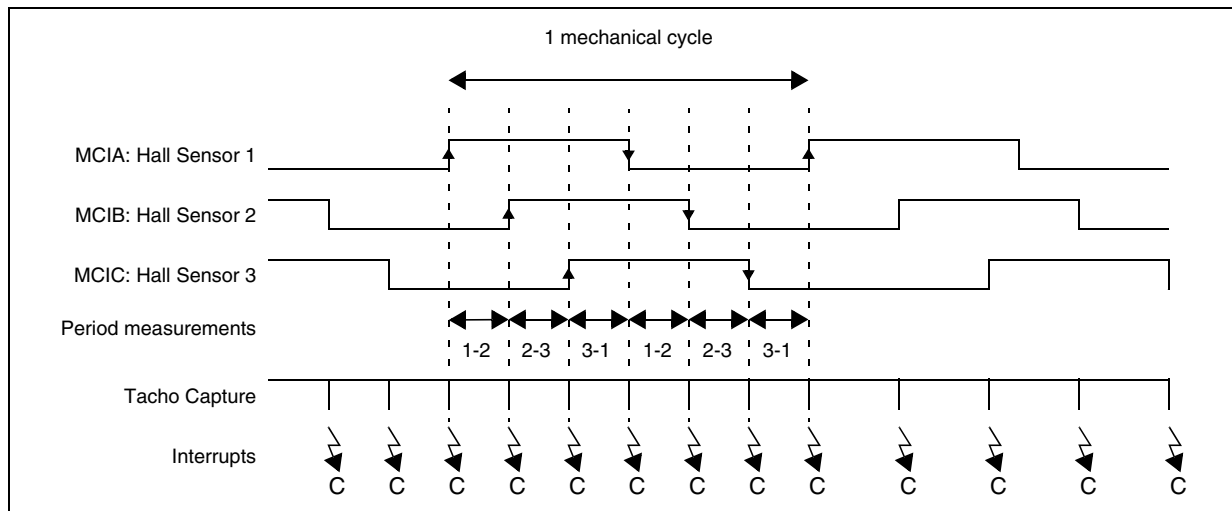 1 mechanical cycle
MCIA: Hall Sensor 1
MCIB: Hall Sensor 2
MCIC: Hall Sensor 3
Period measurements
1-2 2-3 3-1 1-2 2-3 3-1
Tacho Capture
Interrupts
C C C C C C C C C C C C C